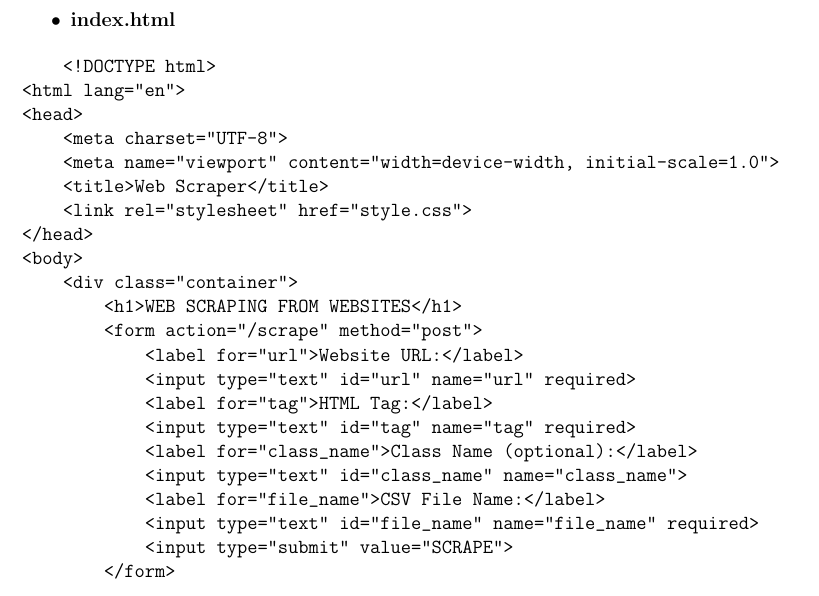 • index.html
<!DOCTYPE html>
<html lang="en">
<head>
    <meta charset="UTF-8">
    <meta name="viewport" content="width=device-width, initial-scale=1.0">
    <title>Web Scraper</title>
    <link rel="stylesheet" href="style.css">
</head>
<body>
    <div class="container">
        <h1>WEB SCRAPING FROM WEBSITES</h1>
        <form action="/scrape" method="post">
            <label for="url">Website URL:</label>
            <input type="text" id="url" name="url" required>
            <label for="tag">HTML Tag:</label>
            <input type="text" id="tag" name="tag" required>
            <label for="class_name">Class Name (optional):</label>
            <input type="text" id="class_name" name="class_name">
            <label for="file_name">CSV File Name:</label>
            <input type="text" id="file_name" name="file_name" required>
            <input type="submit" value="SCRAPE">
        </form>